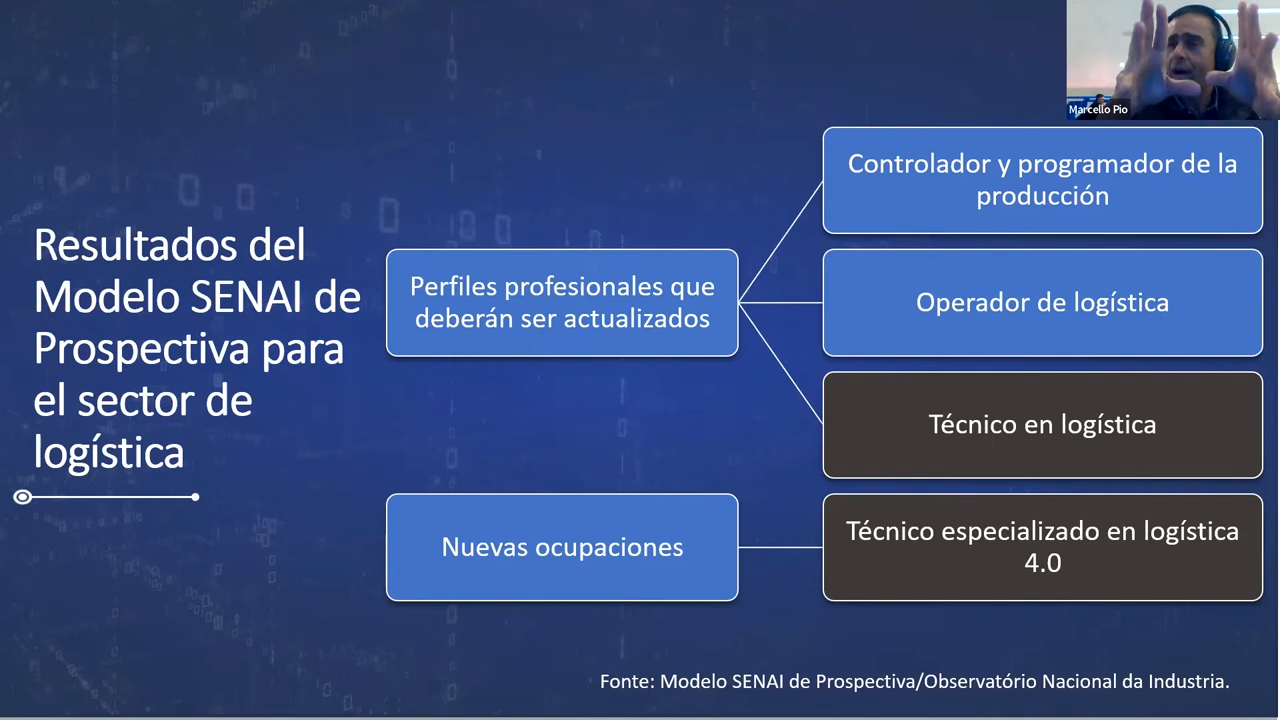 Marcello Pio
Resultados del
Modelo SENAI de
Prospectiva para
el sector de
logística
Perfiles profesionales que
deberán ser actualizados
Controlador y programador de la
producción
Operador de logística
Técnico en logística
Nuevas ocupaciones
Técnico especializado en logística
4.0
Fonte: Modelo SENAI de Prospectiva/Observatório Nacional da Industria.